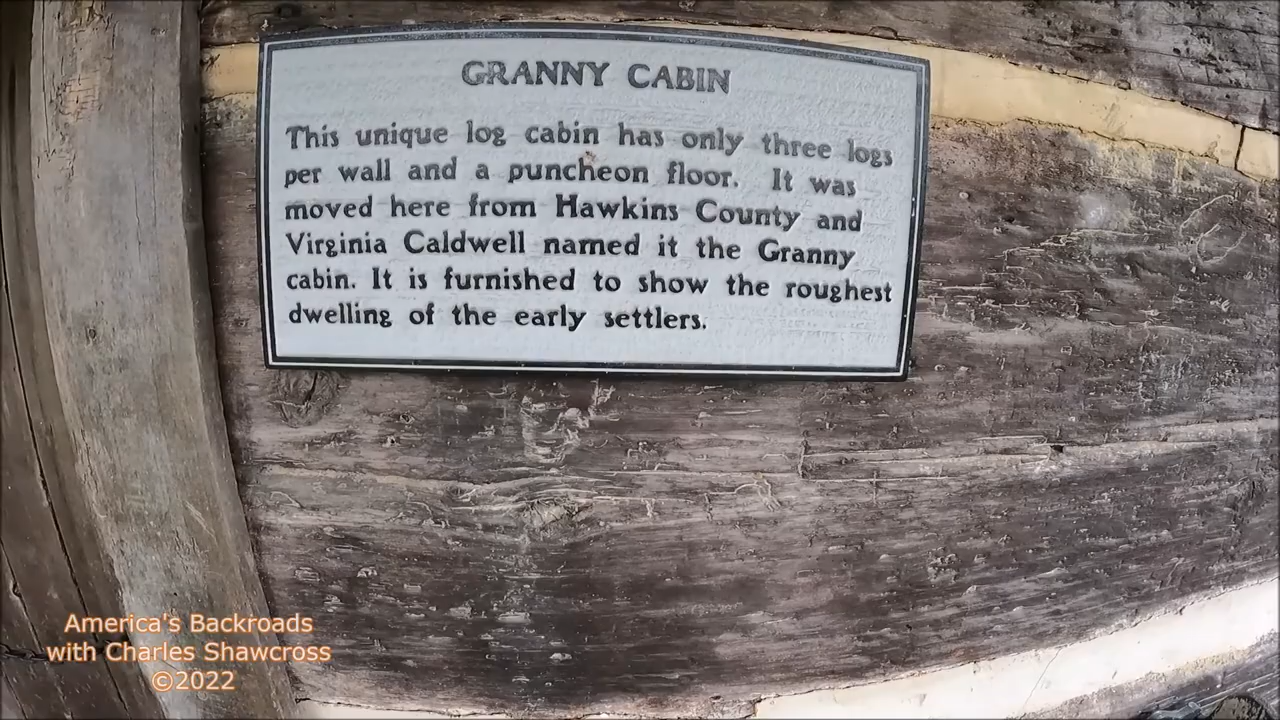 GRANNY CABIN
This unique log cabin has only three logs
per wall and a puncheon floor. It was
moved here from Hawkins County and
Virginia Caldwell named it the Granny
cabin. It is furnished to show the roughest
dwelling of the early settlers.
America's Backroads
with Charles Shawcross
©2022